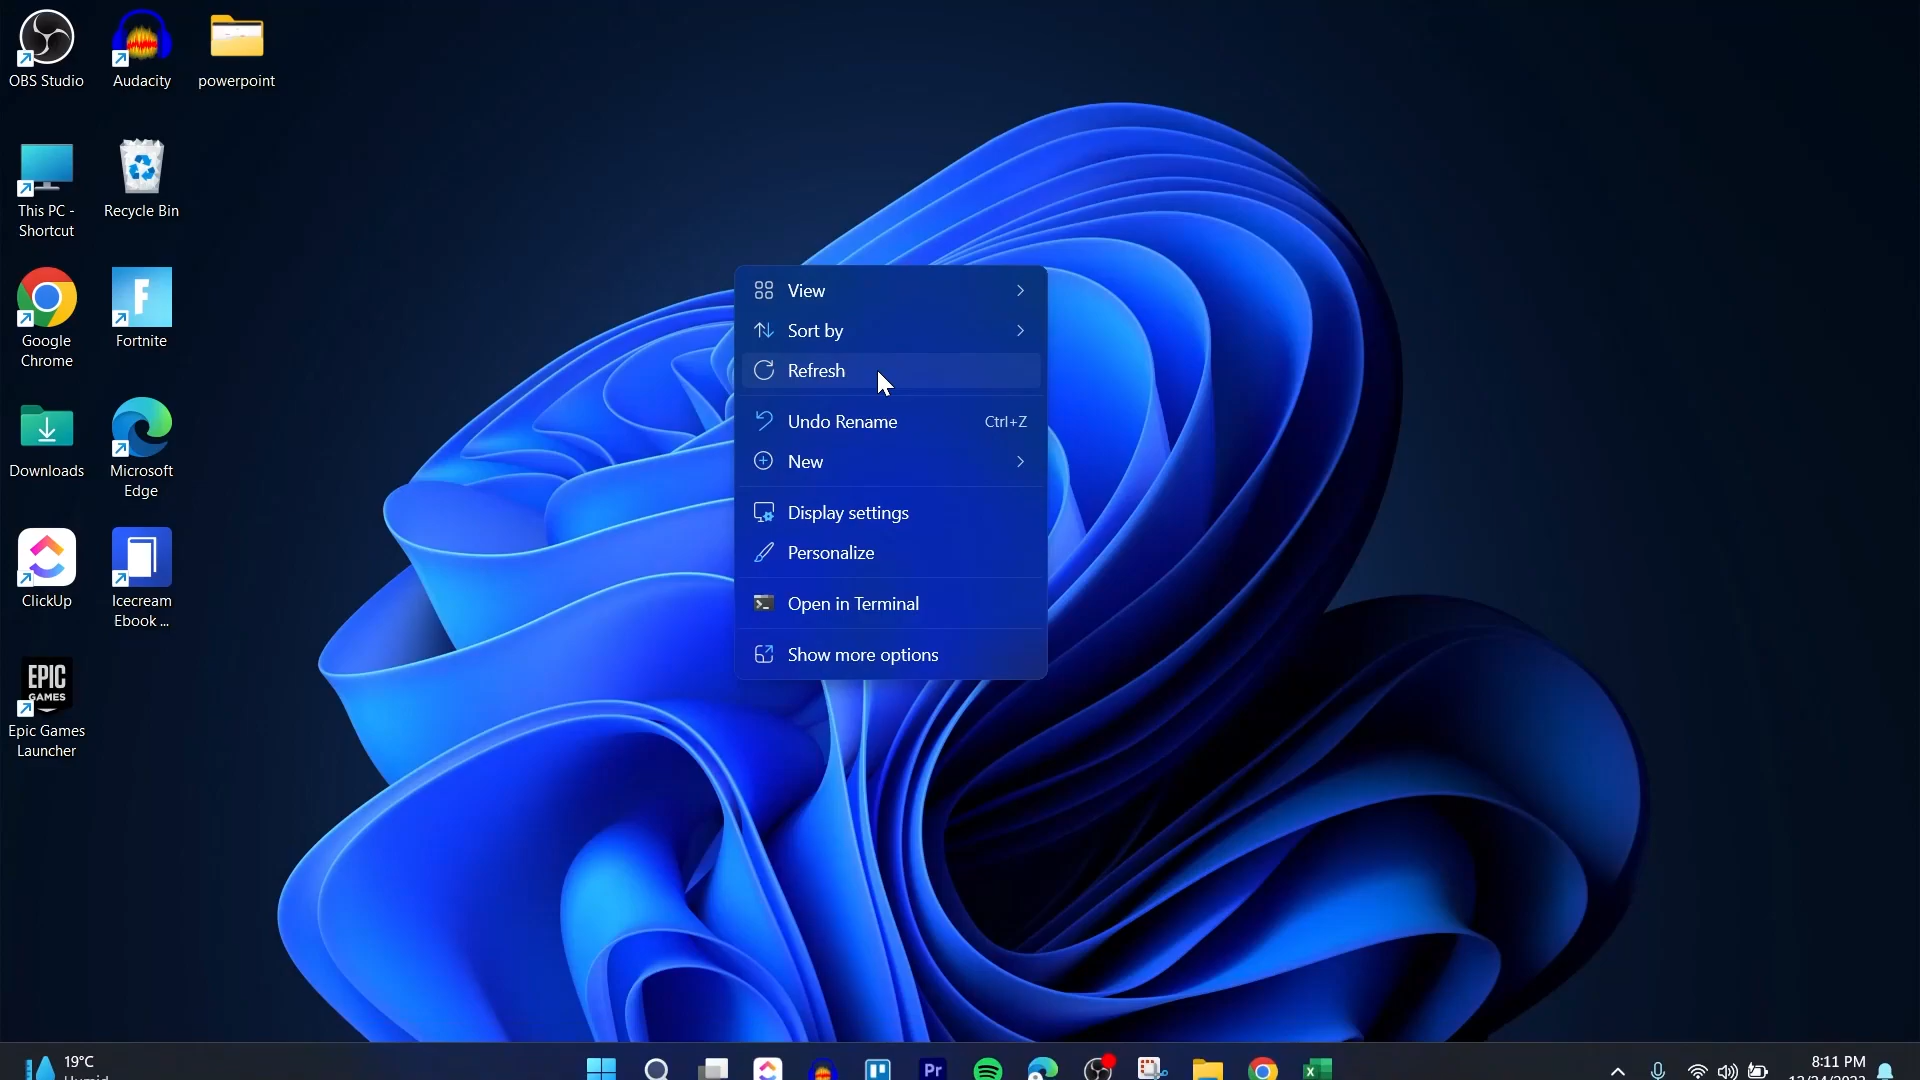 OBS Studio
Audacity
powerpoint
This PC -
Shortcut
Recycle Bin
Google
Chrome
F
Fortnite
Downloads
Microsoft
Edge
ClickUp
Icecream
Ebook ...
EPIC
GAMES
Epic Games
Launcher
View
Sort by
Refresh
Undo Rename Ctrl+Z
New
Display settings
Personalize
Open in Terminal
Show more options
19°C
Pr
X
8:11 PM